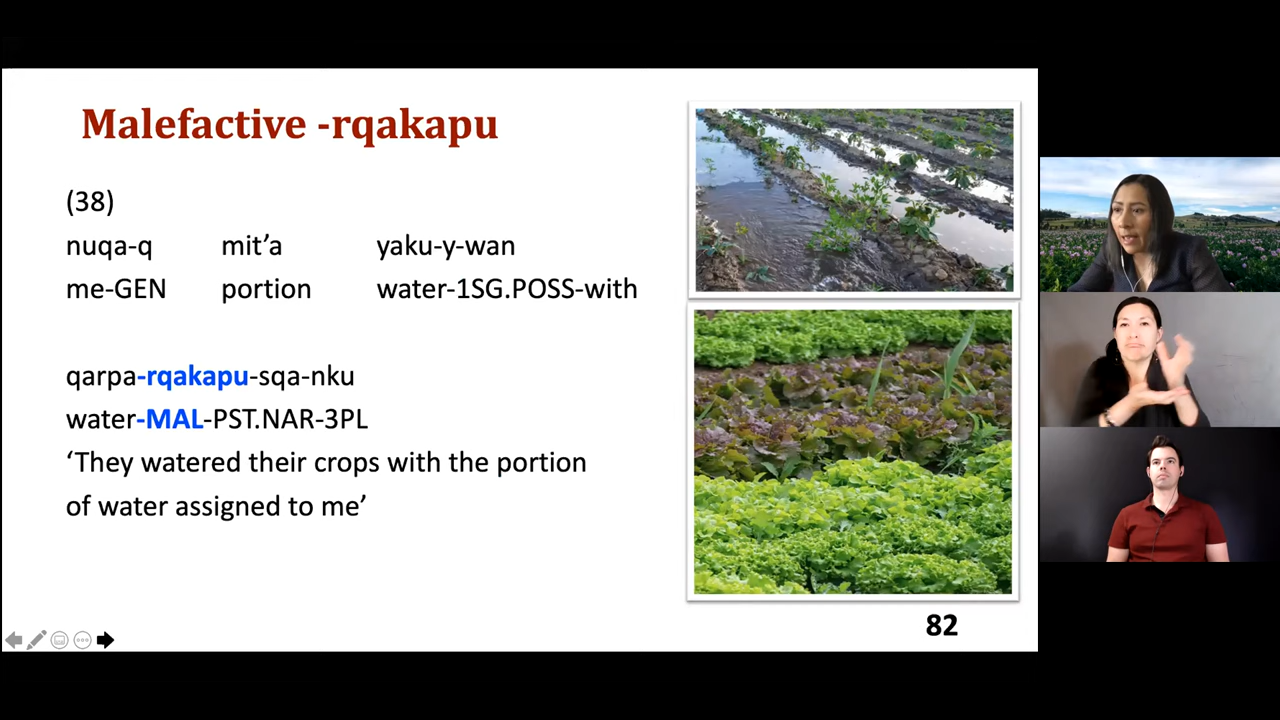 Malefactive -rqakapu
(38)
nuqa-q mit’a yaku-y-wan
me-GEN portion water-1SG.POSS-with
qarpa-rqakapu-sqa-nku
water-MAL-PST.NAR-3PL
‘They watered their crops with the portion
of water assigned to me’
82